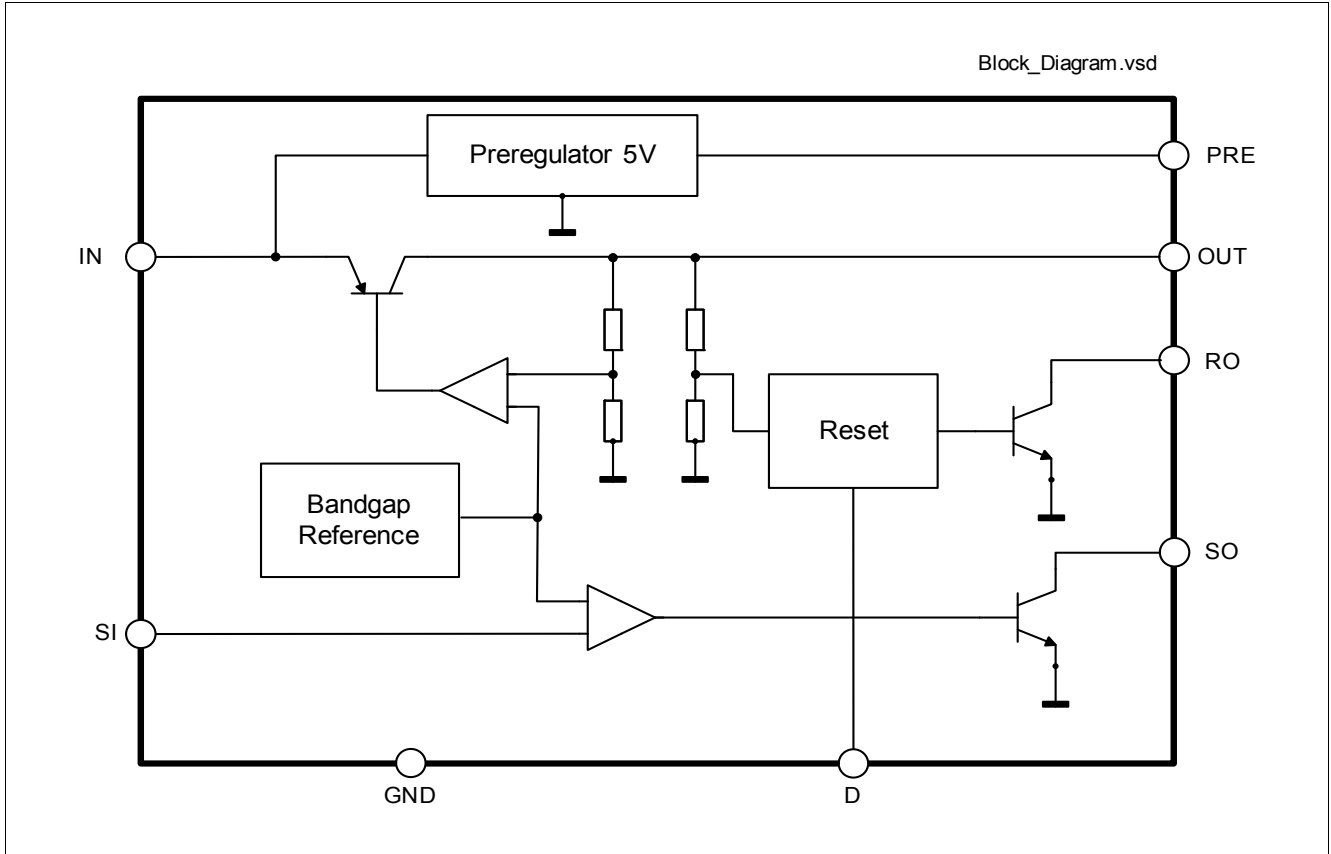 Block_Diagram.vsd
Preregulator 5V
PRE
IN
OUT
RO
Reset
Bandgap
Reference
SO
SI
GND
D